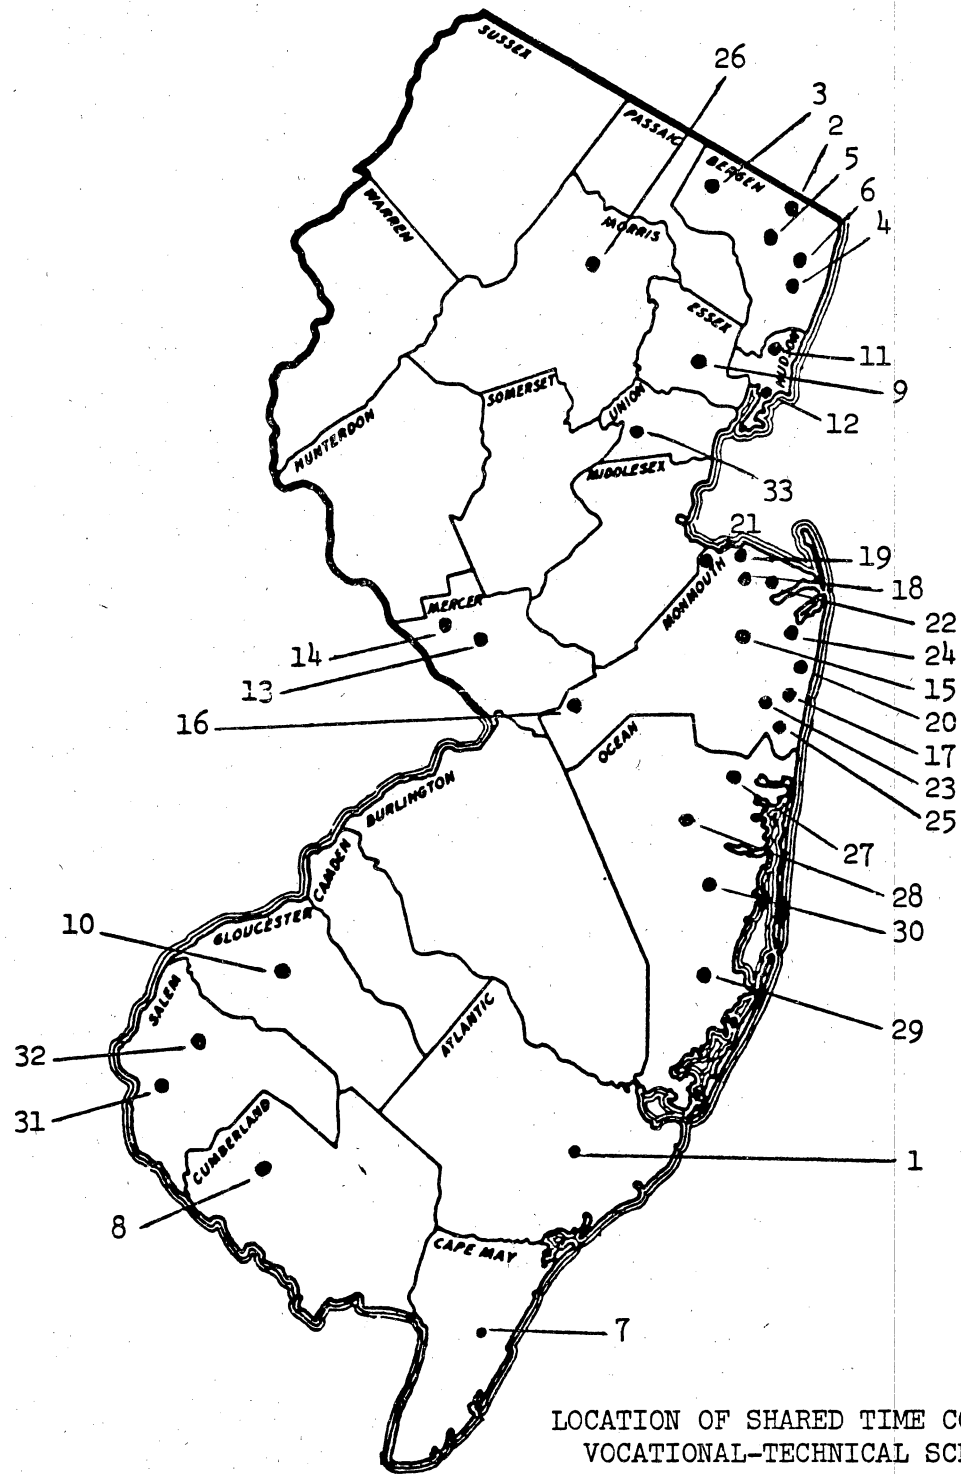 SUSSEX
26
3
PASSAIC
2
BERGEN
5
6
WARREN
MORRIS
4
ESSEX
HUDSON
11
9
SOMERSET
UNION
12
HUNTERDON
MIDDLESEX
33
21
19
MONMOUTH
18
MERCER
22
14
24
13
15
16
20
OCEAN
17
23
BURLINGTON
25
27
CAMDEN
28
10
GLOUCESTER
30
SALEM
ATLANTIC
29
32
31
CUMBERLAND
1
8
CAPE MAY
7
LOCATION OF SHARED TIME
VOCATIONAL-TECHNICAL